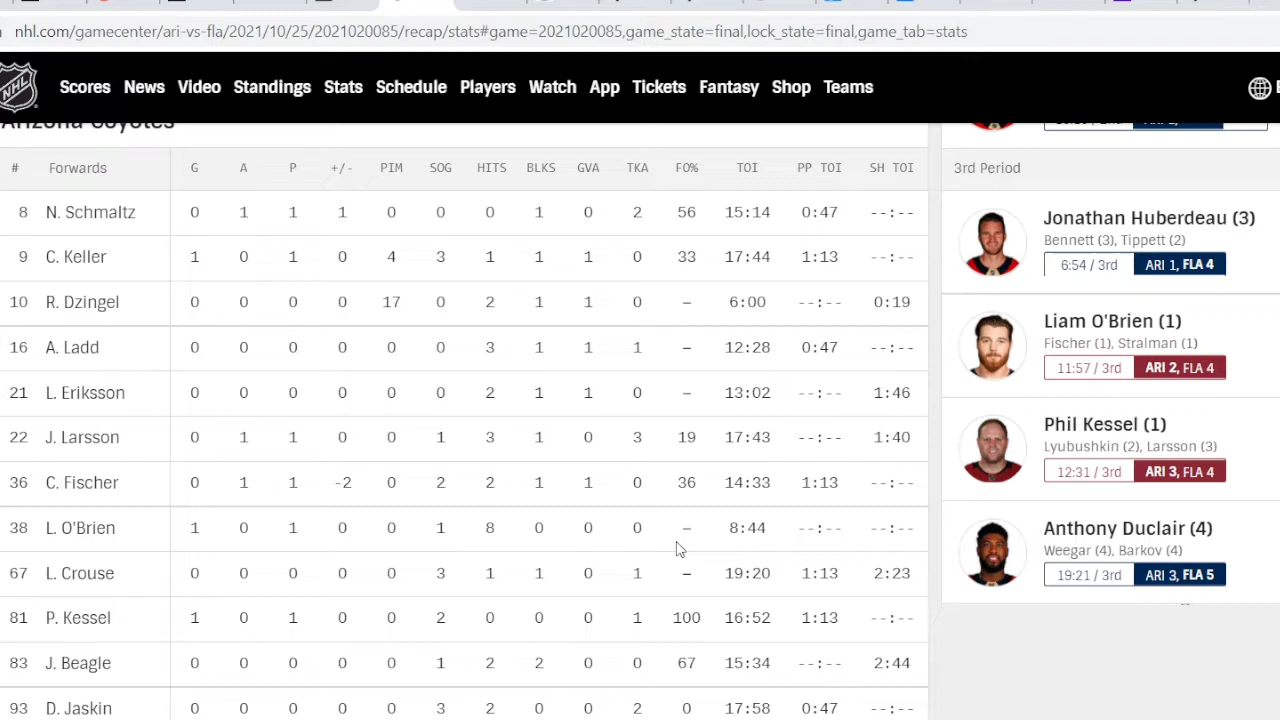 nhl.com/gamecenter/ari-vs-fla/2021/10/25/2021020085/recap/stats#game=2021020085,game_state=final,lock_state=final,game_tab=stats
NHL Scores News Video Standings Stats Schedule Players Watch App Tickets Fantasy Shop Teams
Arizona Coyotes
# Forwards G A P +/- PIM SOG HITS BLKS GVA TKA FO% TOI PP TOI SH TOI
8 N. Schmaltz 0 1 1 1 0 0 0 1 0 2 56 15:14 0:47 --:--
9 C. Keller 1 0 1 0 4 3 1 1 1 0 33 17:44 1:13 --:--
10 R. Dzingel 0 0 0 0 17 0 2 1 1 0 – 6:00 --:-- 0:19
16 A. Ladd 0 0 0 0 0 0 3 1 1 1 – 12:28 0:47 --:--
21 L. Eriksson 0 0 0 0 0 0 2 1 1 0 – 13:02 --:-- 1:46
22 J. Larsson 0 1 1 0 0 1 3 1 0 3 19 17:43 --:-- 1:40
36 C. Fischer 0 1 1 -2 0 2 2 1 1 0 36 14:33 1:13 --:--
38 L. O'Brien 1 0 1 0 0 1 8 0 0 0 – 8:44 --:-- --:--
67 L. Crouse 0 0 0 0 0 3 1 1 0 1 – 19:20 1:13 2:23
81 P. Kessel 1 0 1 0 0 2 0 0 0 1 100 16:52 1:13 --:--
83 J. Beagle 0 0 0 0 0 1 2 2 0 0 67 15:34 --:-- 2:44
93 D. Jaskin 0 0 0 0 0 3 2 0 0 2 0 17:58 0:47 --:--
3rd Period
Jonathan Huberdeau (3)
Bennett (3), Tippett (2)
6:54 / 3rd ARI 1, FLA 4
Liam O'Brien (1)
Fischer (1), Stralman (1)
11:57 / 3rd ARI 2, FLA 4
Phil Kessel (1)
Lyubushkin (2), Larsson (3)
12:31 / 3rd ARI 3, FLA 4
Anthony Duclair (4)
Weegar (4), Barkov (4)
19:21 / 3rd ARI 3, FLA 5